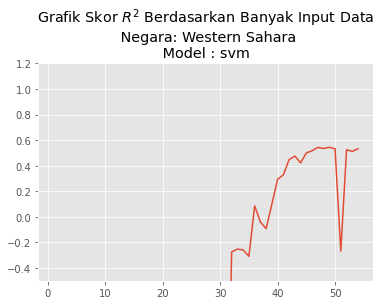 Grafik Skor R² Berdasarkan Banyak Input Data
Negara: Western Sahara
Model : svm
1.2
1.0
0.8
0.6
0.4
0.2
0.0
−0.2
−0.4
0 10 20 30 40 50